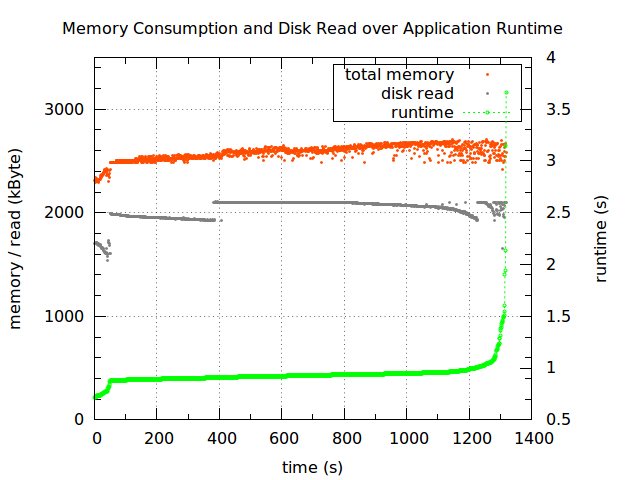 Memory Consumption and Disk Read over Application Runtime
total memory
disk read
runtime
memory / read (kByte)
3000
2000
1000
0
4
3.5
3
2.5
2
1.5
1
0.5
runtime (s)
0 200 400 600 800 1000 1200 1400
time (s)